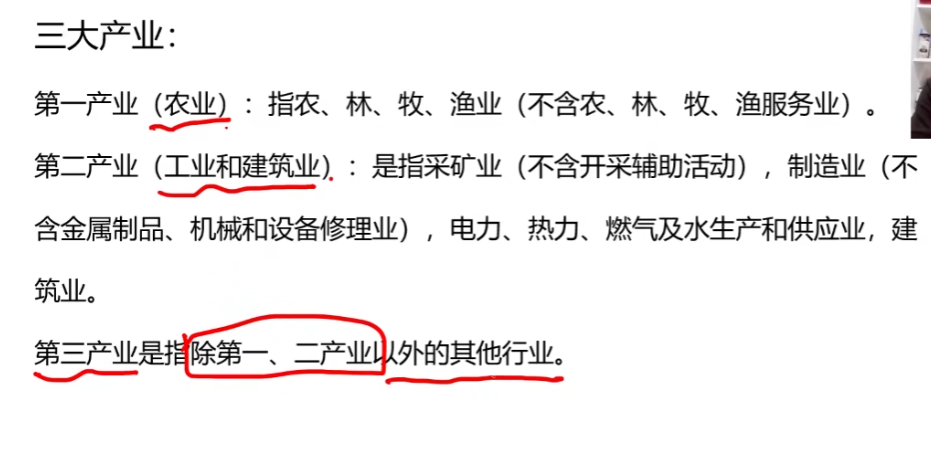 三大产业：
第一产业（农业）：指农、林、牧、渔业（不含农、林、牧、渔服务业）。
第二产业（工业和建筑业）：是指采矿业（不含开采辅助活动），制造业（不
含金属制品、机械和设备修理业），电力、热力、燃气及水生产和供应业，建
筑业。
第三产业是指除第一、二产业以外的其他行业。